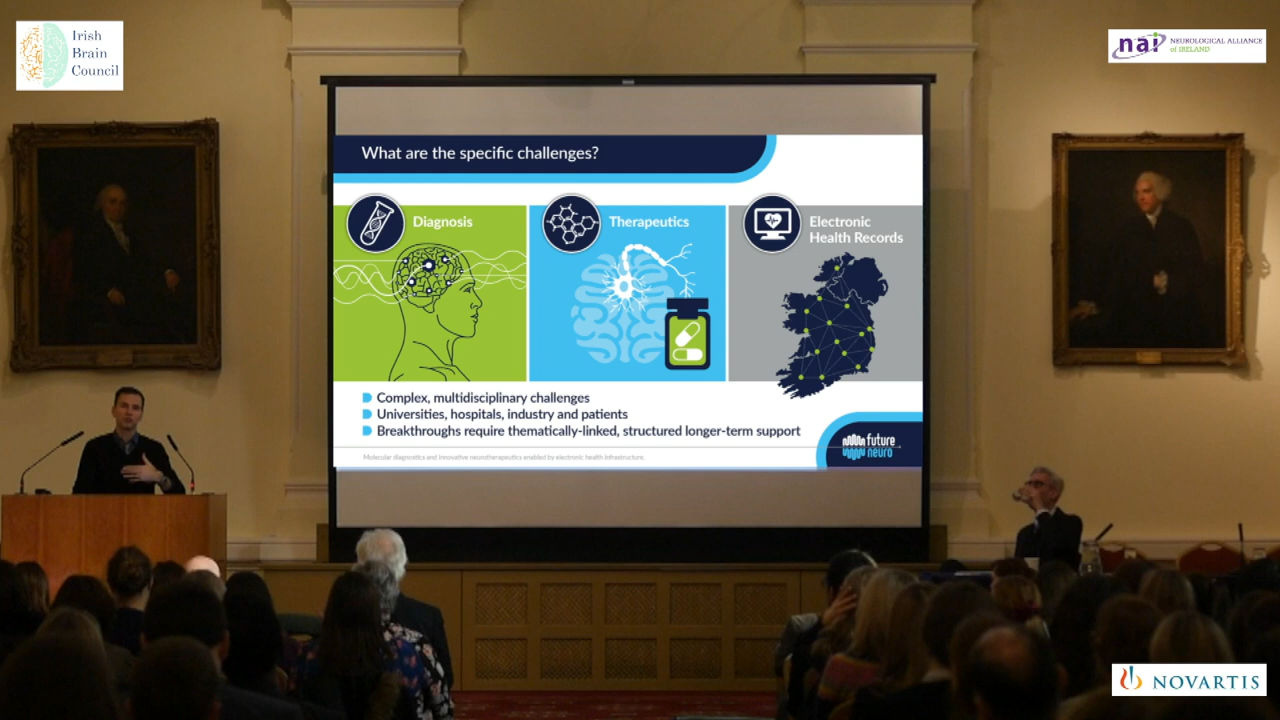 Irish
Brain
Council
nai NEUROLOGICAL ALLIANCE
of IRELAND
What are the specific challenges?
Diagnosis
Therapeutics
Electronic
Health Records
Complex, multidisciplinary challenges
Universities, hospitals, industry and patients
Breakthroughs require thematically-linked, structured longer-term support
Molecular diagnostics and innovative neurotherapeutics enabled by electronic health infrastructure.
future
neuro
NOVARTIS